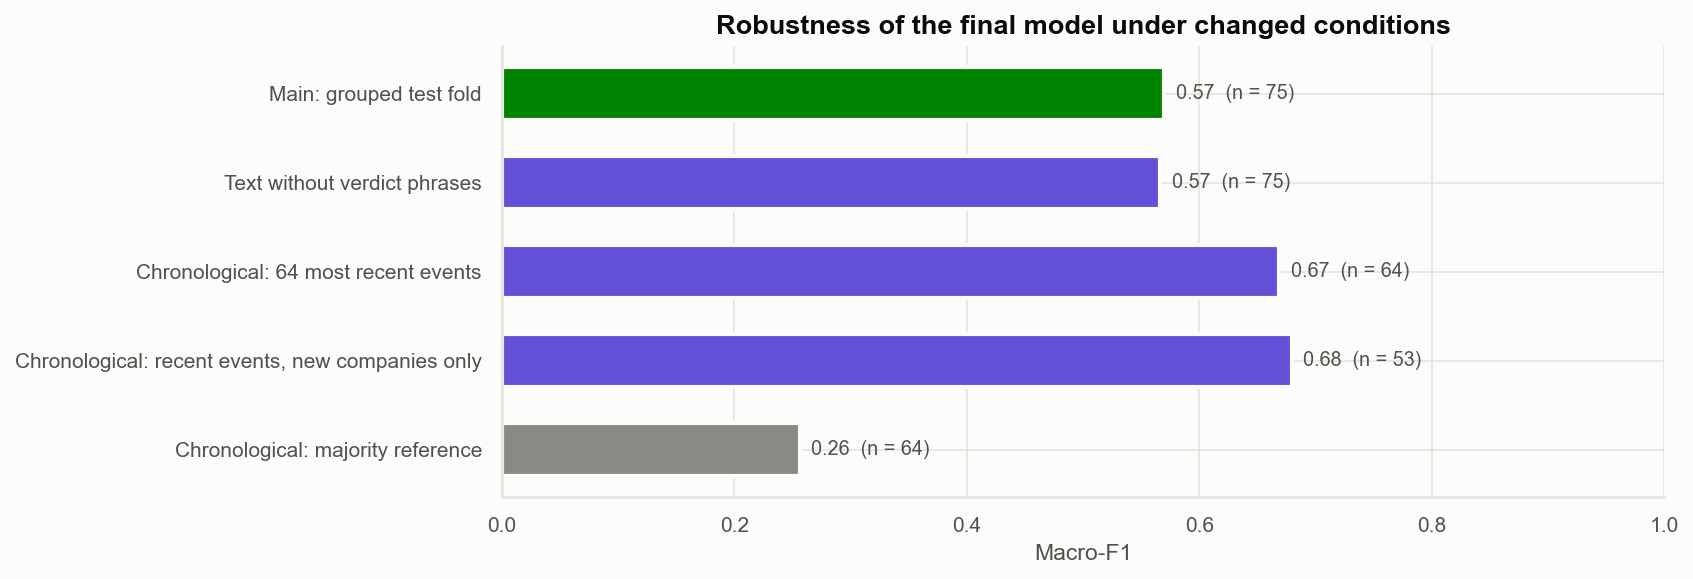 Robustness of the final model under changed conditions
Main: grouped test fold
0.57 (n = 75)
Text without verdict phrases
0.57 (n = 75)
Chronological: 64 most recent events
0.67 (n = 64)
Chronological: recent events, new companies only
0.68 (n = 53)
Chronological: majority reference
0.26 (n = 64)
0.0 0.2 0.4 0.6 0.8 1.0
Macro-F1